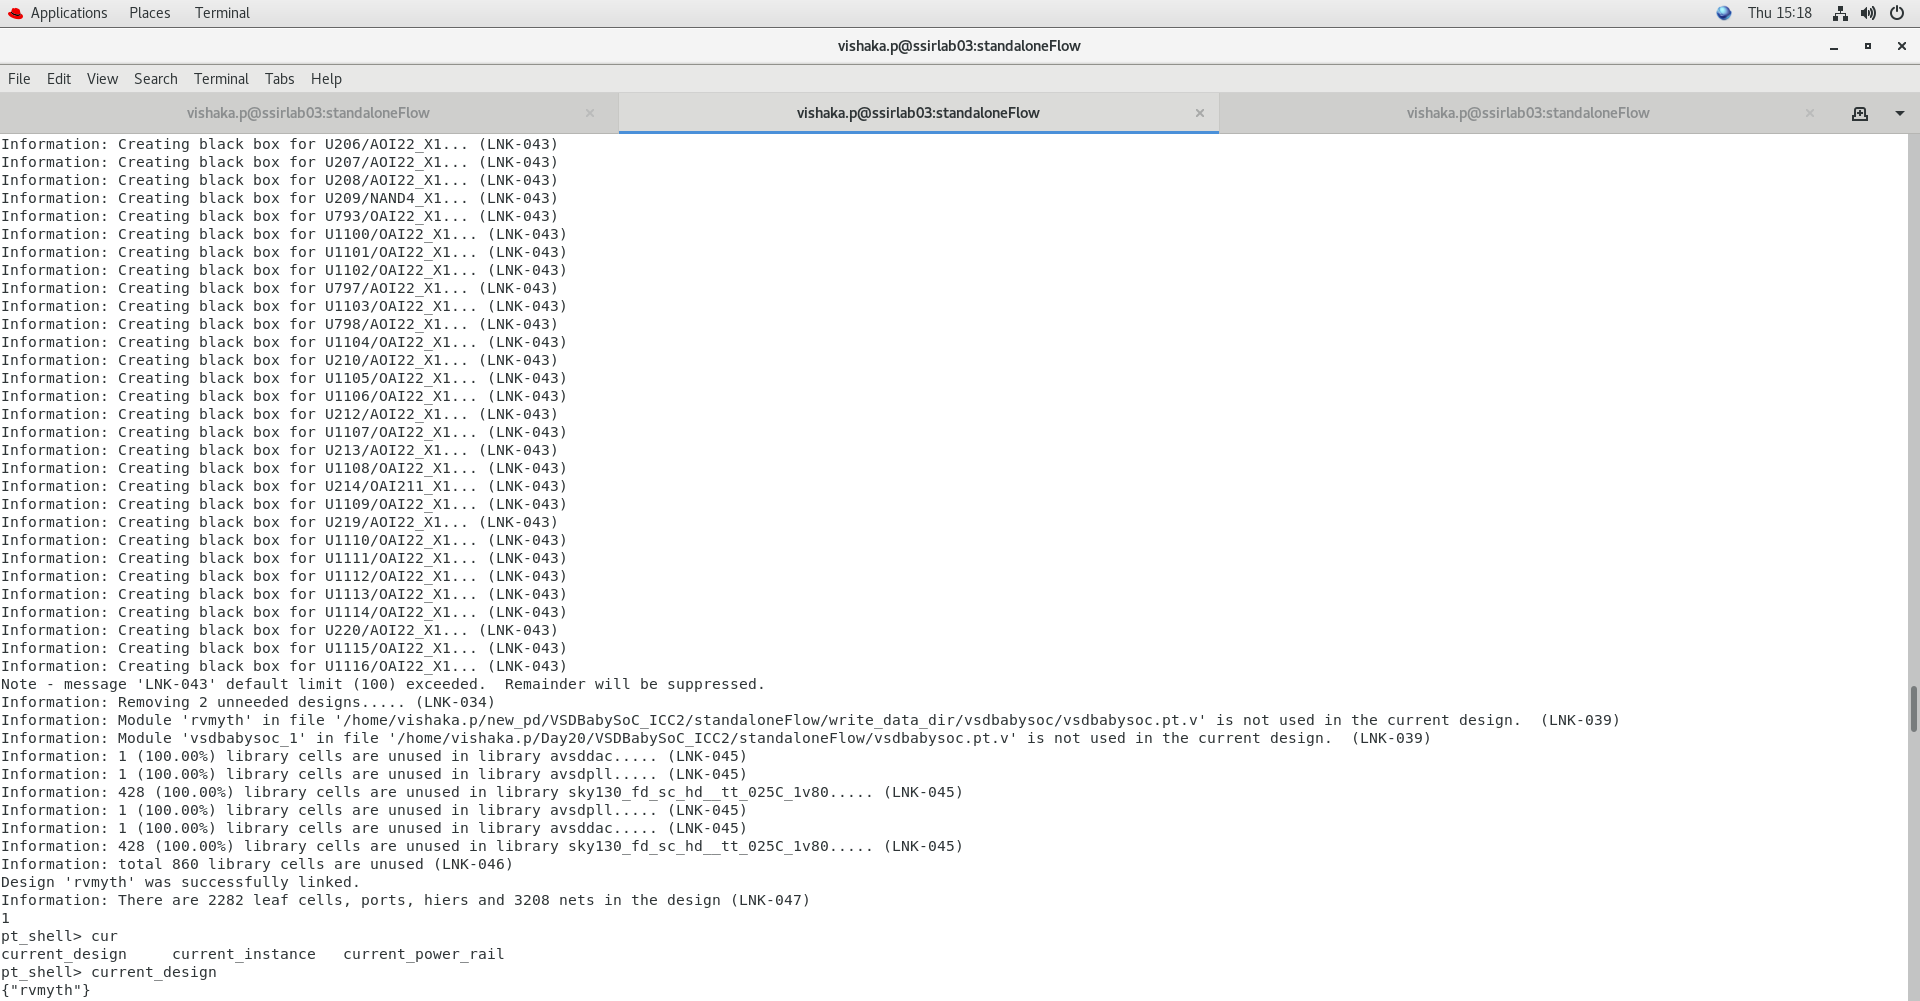 Applications Places Terminal Thu 15:18
vishaka.p@ssirlab03:standaloneFlow
File Edit View Search Terminal Tabs Help
vishaka.p@ssirlab03:standaloneFlow × vishaka.p@ssirlab03:standaloneFlow × vishaka.p@ssirlab03:standaloneFlow ×
Information: Creating black box for U206/AOI22_X1... (LNK-043)
Information: Creating black box for U207/AOI22_X1... (LNK-043)
Information: Creating black box for U208/AOI22_X1... (LNK-043)
Information: Creating black box for U209/NAND4_X1... (LNK-043)
Information: Creating black box for U793/OAI22_X1... (LNK-043)
Information: Creating black box for U1100/OAI22_X1... (LNK-043)
Information: Creating black box for U1101/OAI22_X1... (LNK-043)
Information: Creating black box for U1102/OAI22_X1... (LNK-043)
Information: Creating black box for U797/AOI22_X1... (LNK-043)
Information: Creating black box for U1103/OAI22_X1... (LNK-043)
Information: Creating black box for U798/AOI22_X1... (LNK-043)
Information: Creating black box for U1104/OAI22_X1... (LNK-043)
Information: Creating black box for U210/AOI22_X1... (LNK-043)
Information: Creating black box for U1105/OAI22_X1... (LNK-043)
Information: Creating black box for U1106/OAI22_X1... (LNK-043)
Information: Creating black box for U212/AOI22_X1... (LNK-043)
Information: Creating black box for U1107/OAI22_X1... (LNK-043)
Information: Creating black box for U213/AOI22_X1... (LNK-043)
Information: Creating black box for U1108/OAI22_X1... (LNK-043)
Information: Creating black box for U214/OAI211_X1... (LNK-043)
Information: Creating black box for U1109/OAI22_X1... (LNK-043)
Information: Creating black box for U219/AOI22_X1... (LNK-043)
Information: Creating black box for U1110/OAI22_X1... (LNK-043)
Information: Creating black box for U1111/OAI22_X1... (LNK-043)
Information: Creating black box for U1112/OAI22_X1... (LNK-043)
Information: Creating black box for U1113/OAI22_X1... (LNK-043)
Information: Creating black box for U1114/OAI22_X1... (LNK-043)
Information: Creating black box for U220/AOI22_X1... (LNK-043)
Information: Creating black box for U1115/OAI22_X1... (LNK-043)
Information: Creating black box for U1116/OAI22_X1... (LNK-043)
Note - message 'LNK-043' default limit (100) exceeded.  Remainder will be suppressed.
Information: Removing 2 unneeded designs..... (LNK-034)
Information: Module 'rvmyth' in file '/home/vishaka.p/new_pd/VSDBabySoC_ICC2/standaloneFlow/write_data_dir/vsdbabysoc/vsdbabysoc.pt.v' is not used in the current design.  (LNK-039)
Information: Module 'vsdbabysoc_1' in file '/home/vishaka.p/Day20/VSDBabySoC_ICC2/standaloneFlow/vsdbabysoc.pt.v' is not used in the current design.  (LNK-039)
Information: 1 (100.00%) library cells are unused in library avsddac..... (LNK-045)
Information: 1 (100.00%) library cells are unused in library avsdpll..... (LNK-045)
Information: 428 (100.00%) library cells are unused in library sky130_fd_sc_hd__tt_025C_1v80..... (LNK-045)
Information: 1 (100.00%) library cells are unused in library avsdpll..... (LNK-045)
Information: 1 (100.00%) library cells are unused in library avsddac..... (LNK-045)
Information: 428 (100.00%) library cells are unused in library sky130_fd_sc_hd__tt_025C_1v80..... (LNK-045)
Information: total 860 library cells are unused (LNK-046)
Design 'rvmyth' was successfully linked.
Information: There are 2282 leaf cells, ports, hiers and 3208 nets in the design (LNK-047)
1
pt_shell> cur
current_design     current_instance   current_power_rail
pt_shell> current_design
{"rvmyth"}